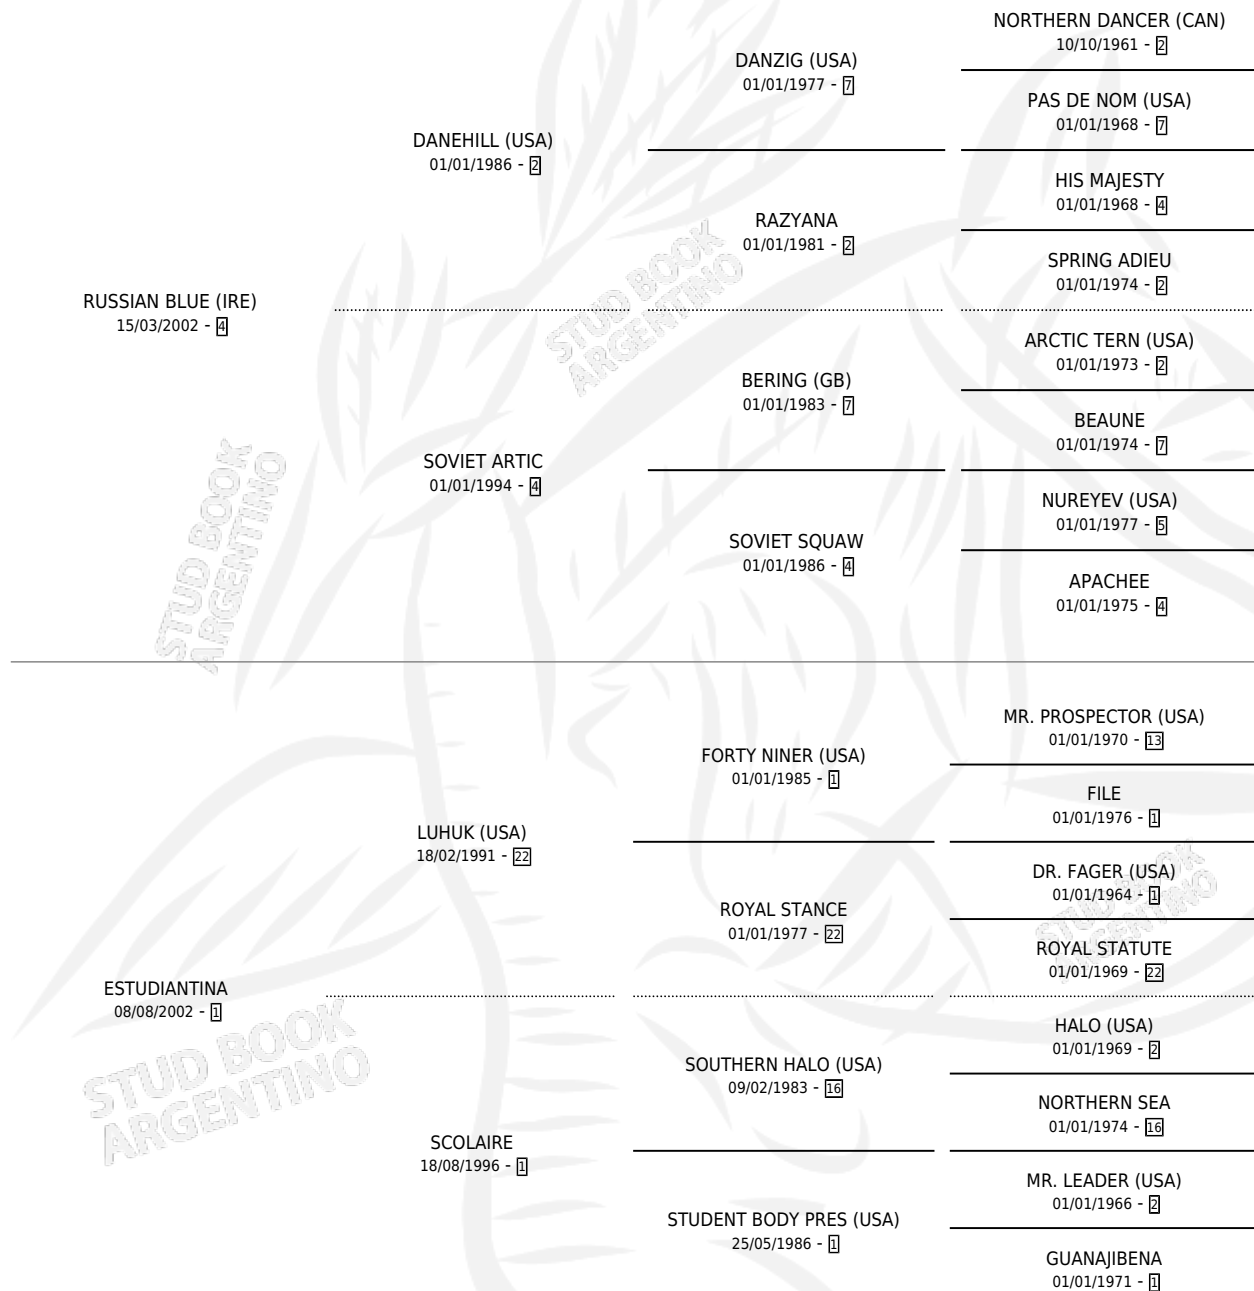 NORTHERN DANCER (CAN)
10/10/1961 - 2
DANZIG (USA)
01/01/1977 - 7
PAS DE NOM (USA)
01/01/1968 - 7
DANEHILL (USA)
01/01/1986 - 2
HIS MAJESTY
01/01/1968 - 4
RAZYANA
01/01/1981 - 2
SPRING ADIEU
01/01/1974 - 2
RUSSIAN BLUE (IRE)
15/03/2002 - 4
STUD BOOK
ARGENTINO
ARCTIC TERN (USA)
01/01/1973 - 2
BERING (GB)
01/01/1983 - 7
BEAUNE
01/01/1974 - 7
SOVIET ARTIC
01/01/1994 - 4
NUREYEV (USA)
01/01/1977 - 5
SOVIET SQUAW
01/01/1986 - 4
APACHEE
01/01/1975 - 4
STUD BOOK
ARGENTINO
MR. PROSPECTOR (USA)
01/01/1970 - 13
FORTY NINER (USA)
01/01/1985 - 1
FILE
01/01/1976 - 1
LUHUK (USA)
18/02/1991 - 22
DR. FAGER (USA)
01/01/1964 - 1
ROYAL STANCE
01/01/1977 - 22
ROYAL STATUTE
01/01/1969 - 22
STUD BOOK
ARGENTINO
ESTUDIANTINA
08/08/2002 - 1
HALO (USA)
01/01/1969 - 2
SOUTHERN HALO (USA)
09/02/1983 - 16
NORTHERN SEA
01/01/1974 - 16
STUD BOOK
ARGENTINO
SCOLAIRE
18/08/1996 - 1
MR. LEADER (USA)
01/01/1966 - 2
STUDENT BODY PRES (USA)
25/05/1986 - 1
GUANAJIBENA
01/01/1971 - 1